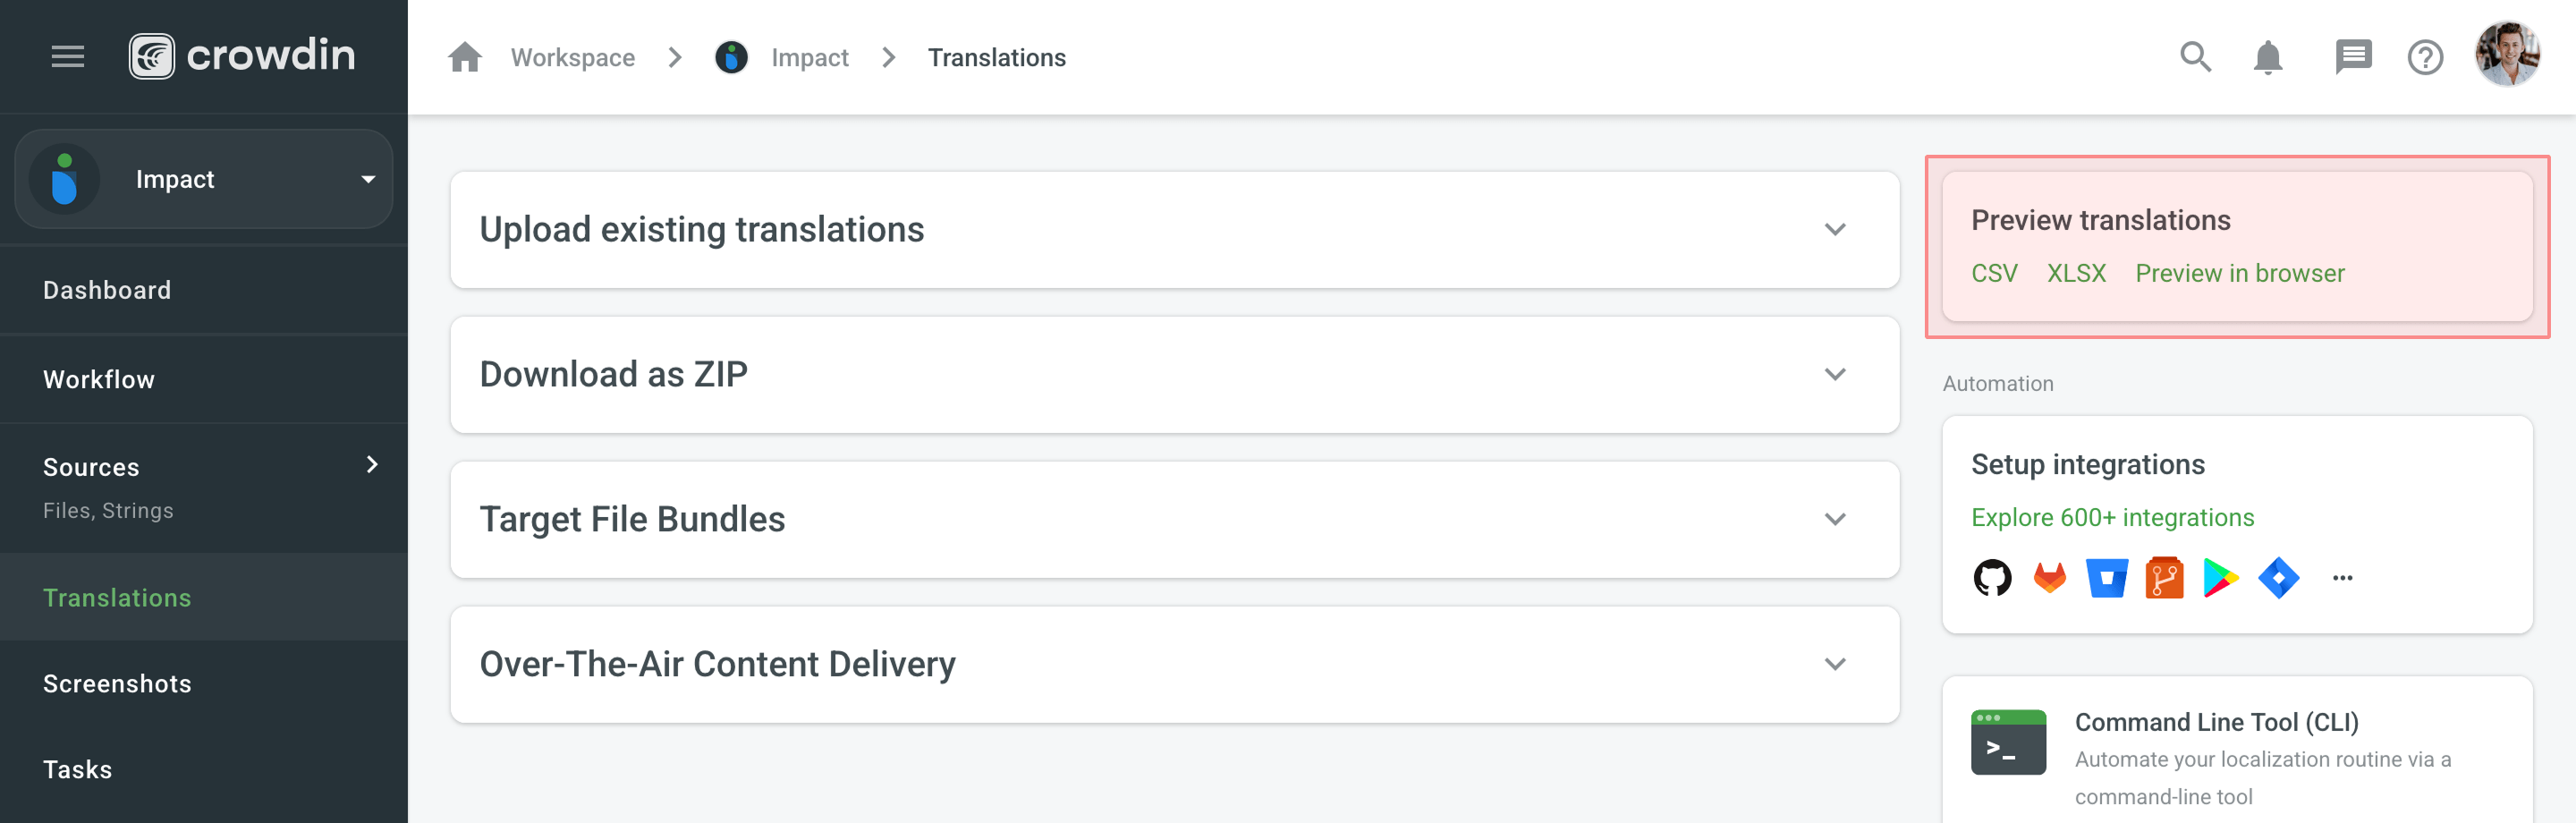 crowdin
Workspace
Impact
Translations
Impact
Dashboard
Workflow
Sources
Files, Strings
Translations
Screenshots
Tasks
Upload existing translations
Download as ZIP
Target File Bundles
Over-The-Air Content Delivery
Preview translations
CSV XLSX Preview in browser
Automation
Setup integrations
Explore 600+ integrations
Command Line Tool (CLI)
Automate your localization routine via a
command-line tool